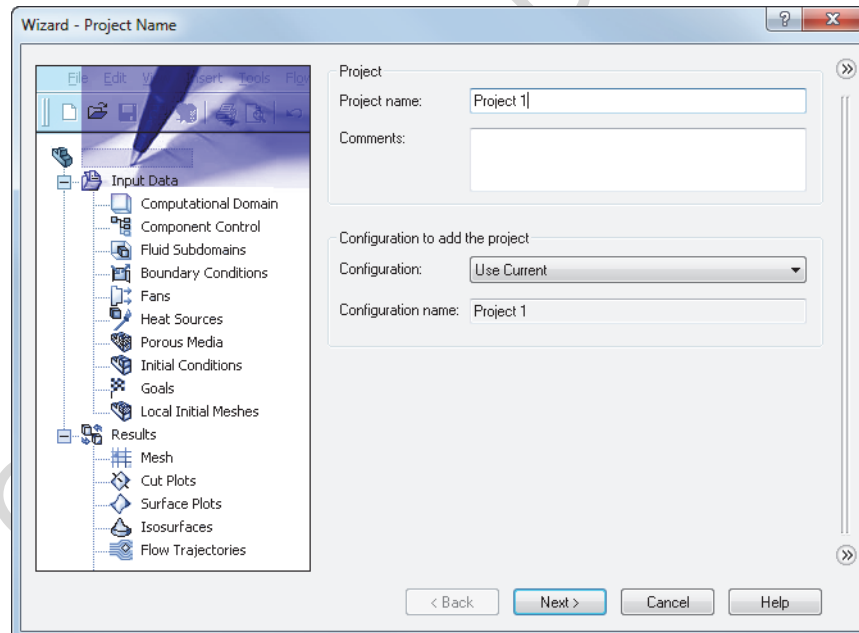 Wizard - Project Name
File Edit View Insert Tools Flow
Input Data
Computational Domain
Component Control
Fluid Subdomains
Boundary Conditions
Fans
Heat Sources
Porous Media
Initial Conditions
Goals
Local Initial Meshes
Results
Mesh
Cut Plots
Surface Plots
Isosurfaces
Flow Trajectories
Project
Project name: Project 1
Comments:
Configuration to add the project
Configuration: Use Current
Configuration name: Project 1
< Back Next > Cancel Help